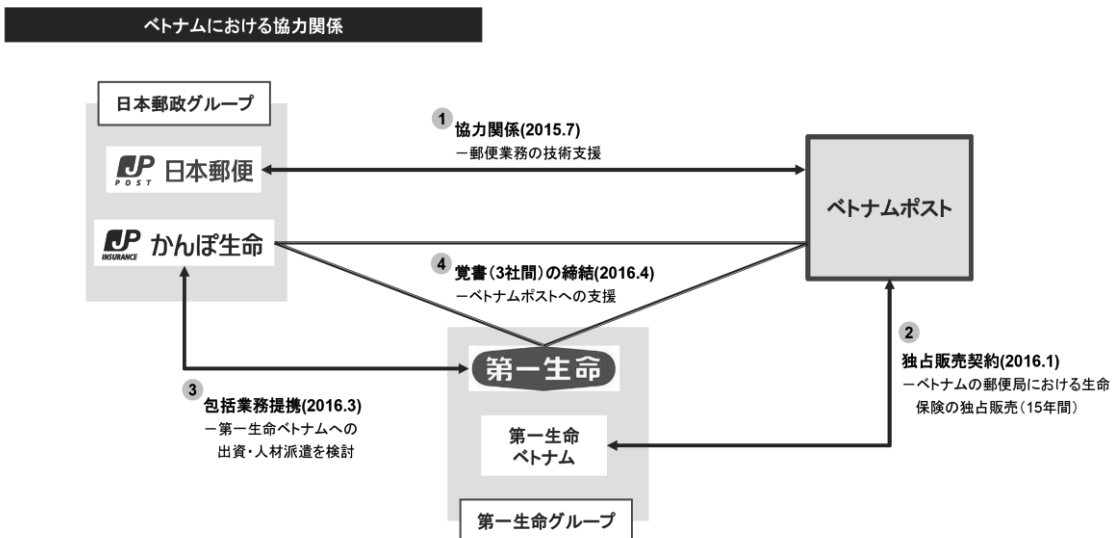 ベトナムにおける協力関係
日本郵政グループ
JP
POST
日本郵便
JP
INSURANCE
かんぽ生命
1
協力関係(2015.7)
－郵便業務の技術支援
ベトナムポスト
4
覚書(3社間)の締結(2016.4)
－ベトナムポストへの支援
2
独占販売契約(2016.1)
－ベトナムの郵便局における生命
保険の独占販売(15年間)
3
包括業務提携(2016.3)
－第一生命ベトナムへの
出資・人材派遣を検討
第一生命
第一生命
ベトナム
第一生命グループ